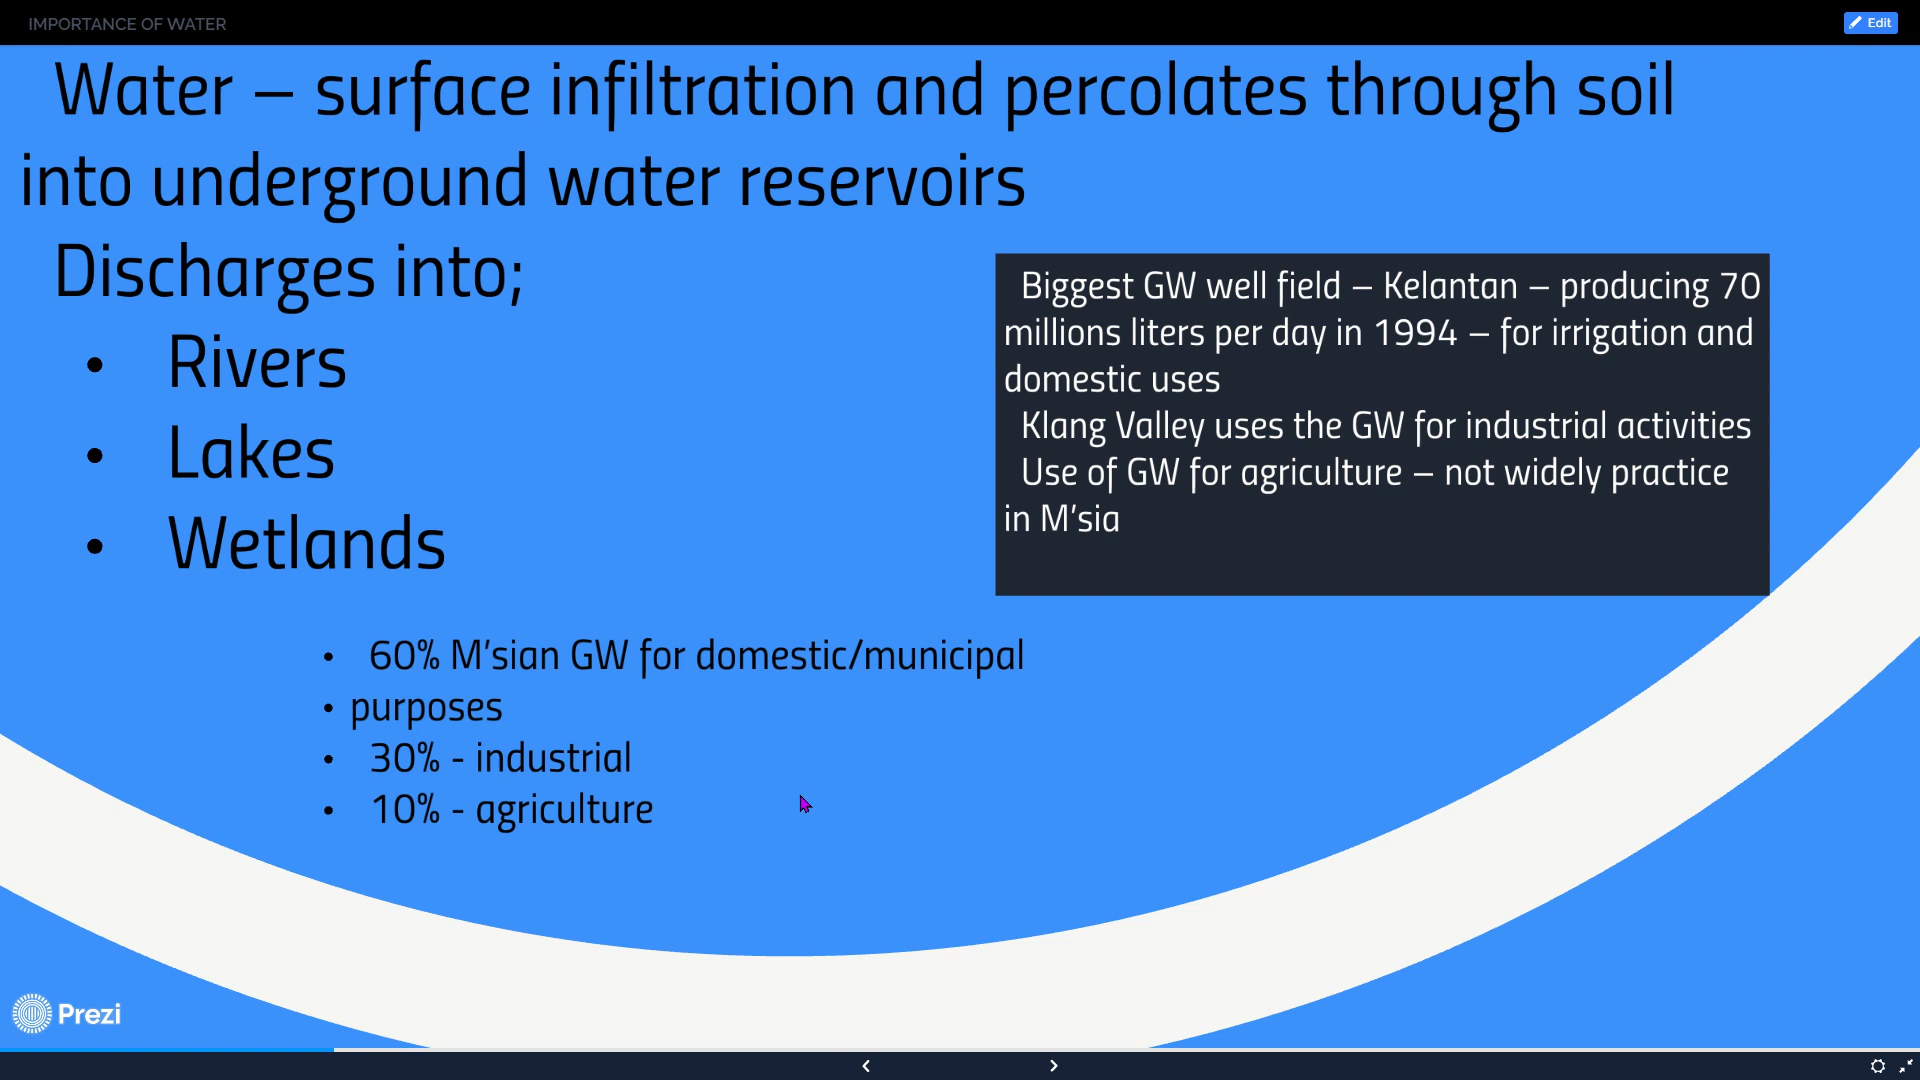 IMPORTANCE OF WATER
Edit
Water – surface infiltration and percolates through soil
into underground water reservoirs
Discharges into;
• Rivers
• Lakes
• Wetlands
Biggest GW well field – Kelantan – producing 70
millions liters per day in 1994 – for irrigation and
domestic uses
Klang Valley uses the GW for industrial activities
Use of GW for agriculture – not widely practice
in M'sia
• 60% M'sian GW for domestic/municipal
• purposes
• 30% - industrial
• 10% - agriculture
Prezi